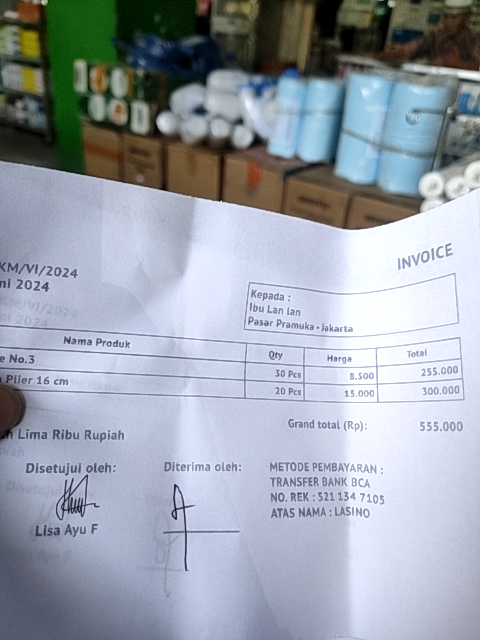 INVOICE
KM/VI/2024
ni 2024
Kepada :
Ibu Lan lan
Pasar Pramuka - Jakarta
Nama Produk Qty Harga Total
e No.3 30 Pcs 8.500 255.000
Plier 16 cm 20 Pcs 15.000 300.000
Grand total (Rp): 555.000
Lima Ribu Rupiah
Disetujui oleh: Diterima oleh:
Lisa Ayu F
METODE PEMBAYARAN :
TRANSFER BANK BCA
NO. REK : 521 134 7105
ATAS NAMA : LASINO